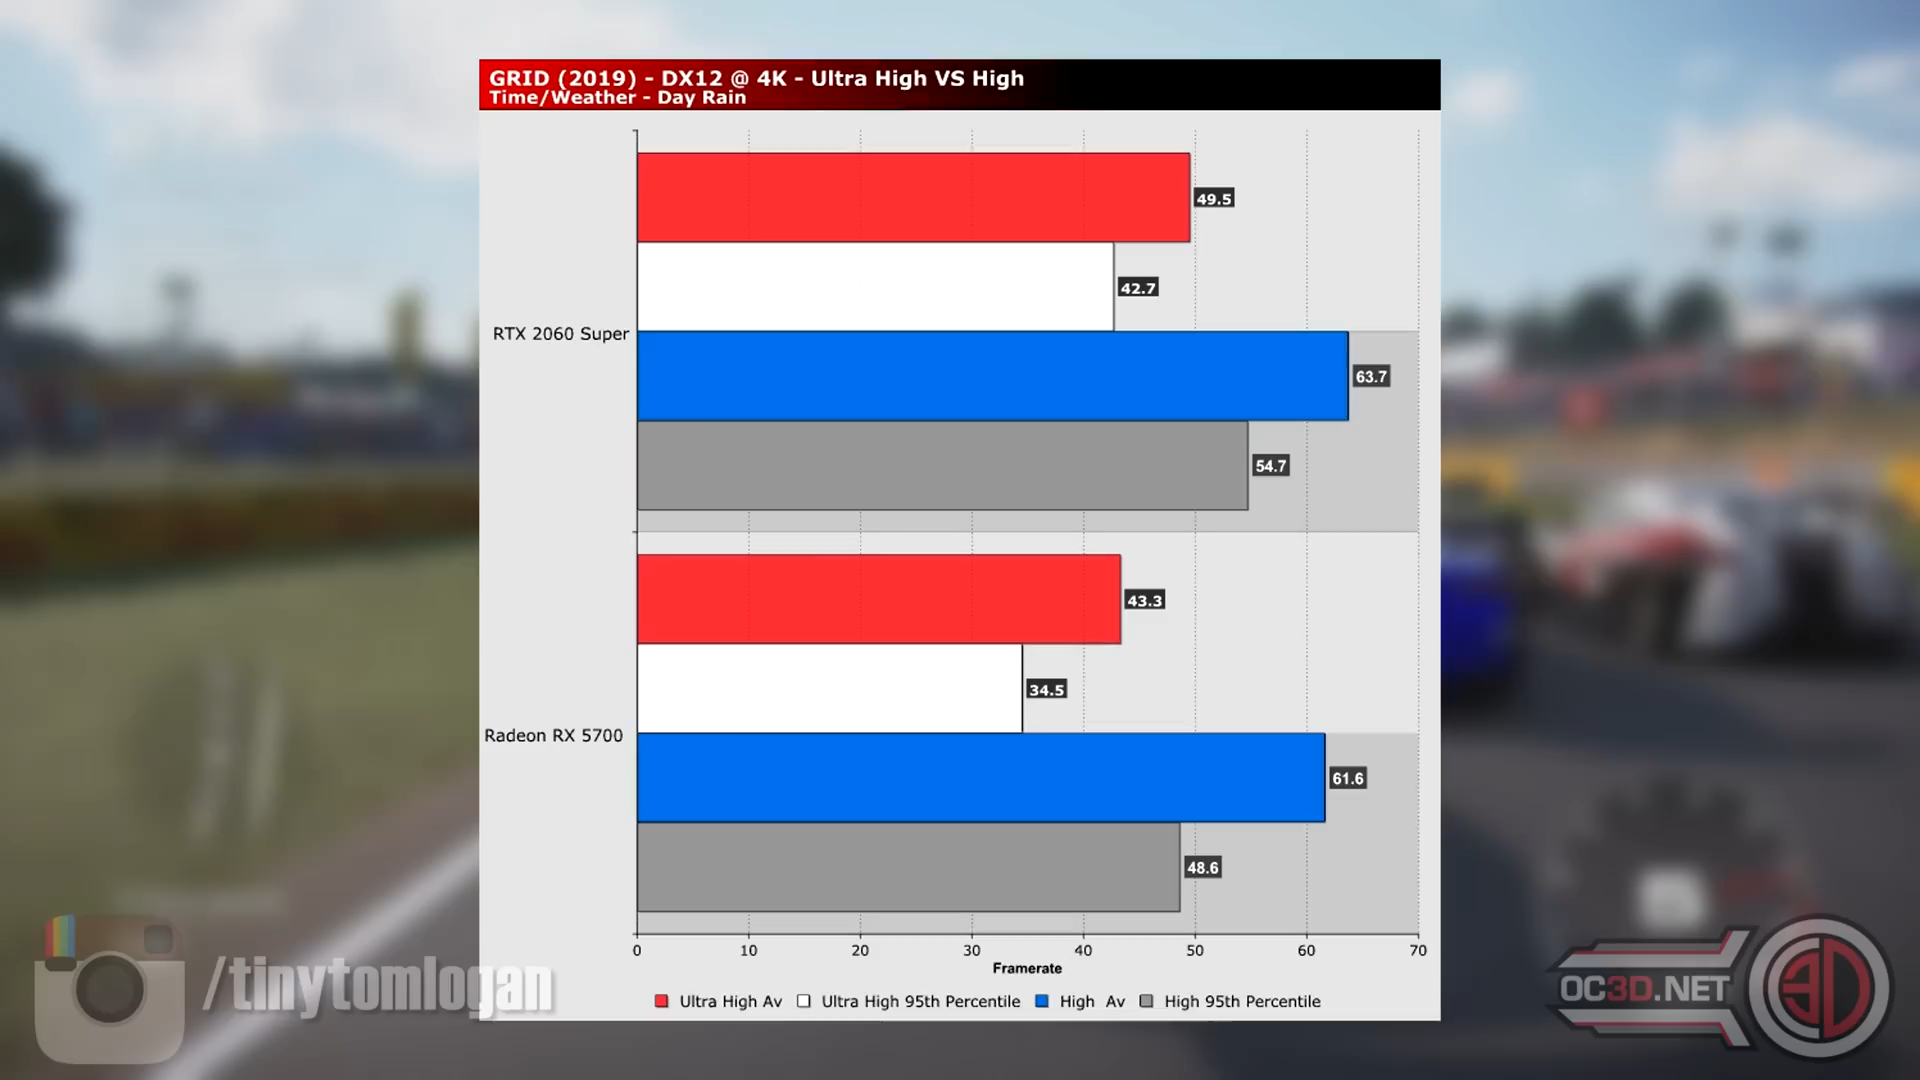 GRID (2019) - DX12 @ 4K - Ultra High VS High
Time/Weather - Day Rain
49.5
42.7
RTX 2060 Super
63.7
54.7
43.3
34.5
Radeon RX 5700
61.6
48.6
0 10 20 30 40 50 60 70
Framerate
Ultra High Av Ultra High 95th Percentile High Av High 95th Percentile
/tinytomlogan
OC3D.NET
3D